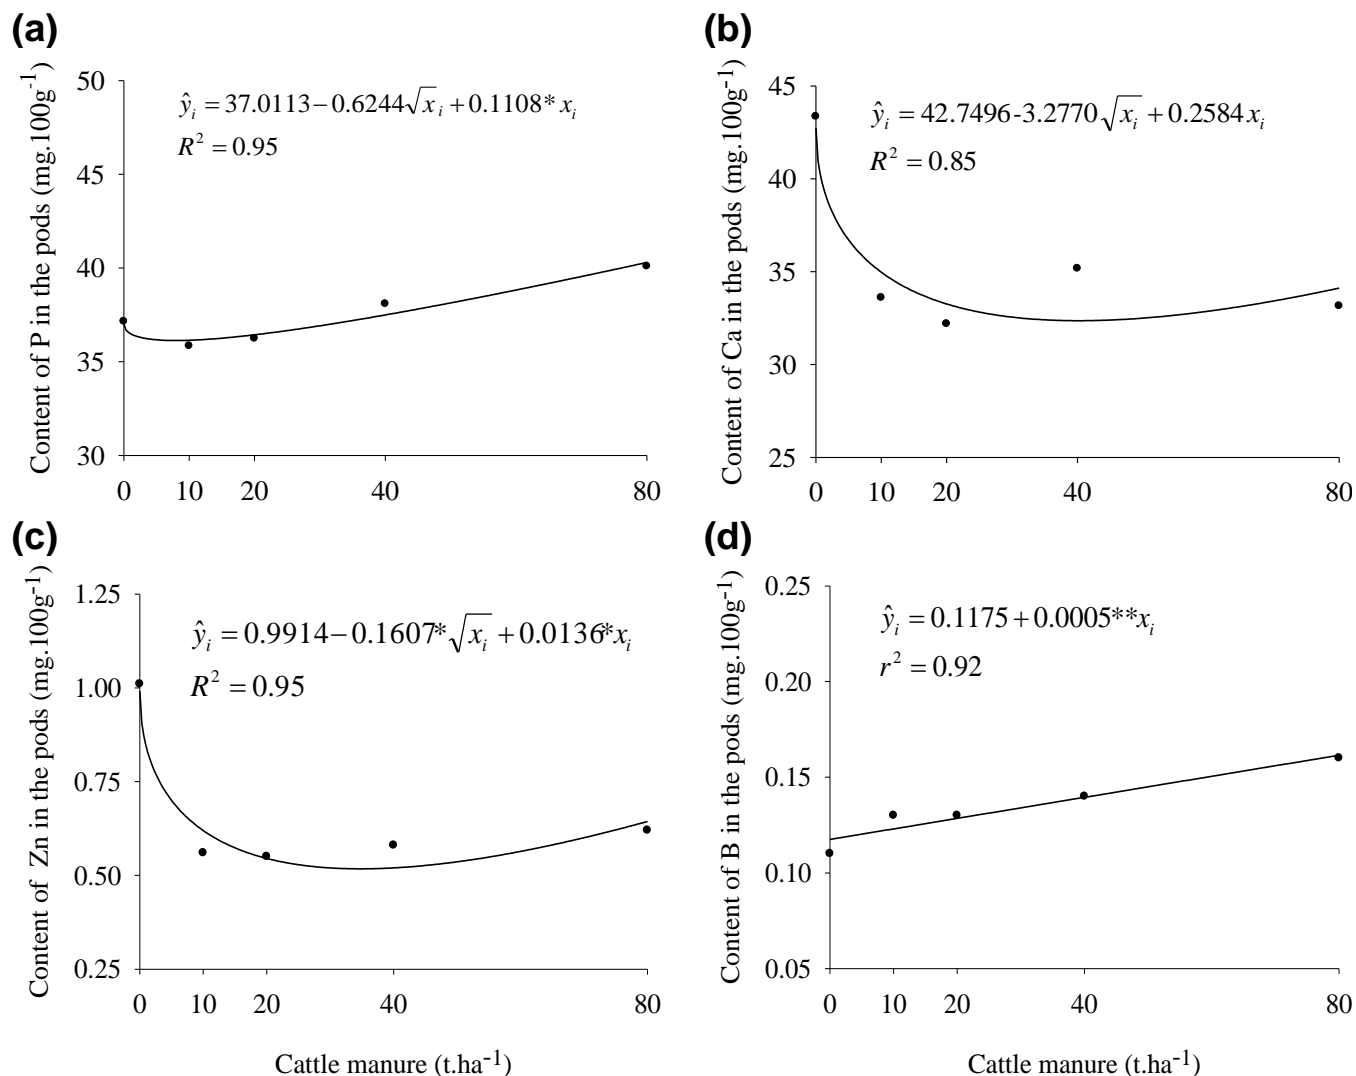 (a)
Content of P in the pods (mg.100g⁻¹)
50
45
40
35
30
ŷᵢ = 37.0113 − 0.6244√xᵢ + 0.1108* xᵢ
R² = 0.95
0 10 20 40 80
(b)
Content of Ca in the pods (mg.100g⁻¹)
45
40
35
30
25
ŷᵢ = 42.7496 - 3.2770√xᵢ + 0.2584 xᵢ
R² = 0.85
0 10 20 40 80
(c)
Content of Zn in the pods (mg.100g⁻¹)
1.25
1.00
0.75
0.50
0.25
ŷᵢ = 0.9914 − 0.1607*√xᵢ + 0.0136*xᵢ
R² = 0.95
0 10 20 40 80
Cattle manure (t.ha⁻¹)
(d)
Content of B in the pods (mg.100g⁻¹)
0.25
0.20
0.15
0.10
0.05
ŷᵢ = 0.1175 + 0.0005**xᵢ
r² = 0.92
0 10 20 40 80
Cattle manure (t.ha⁻¹)